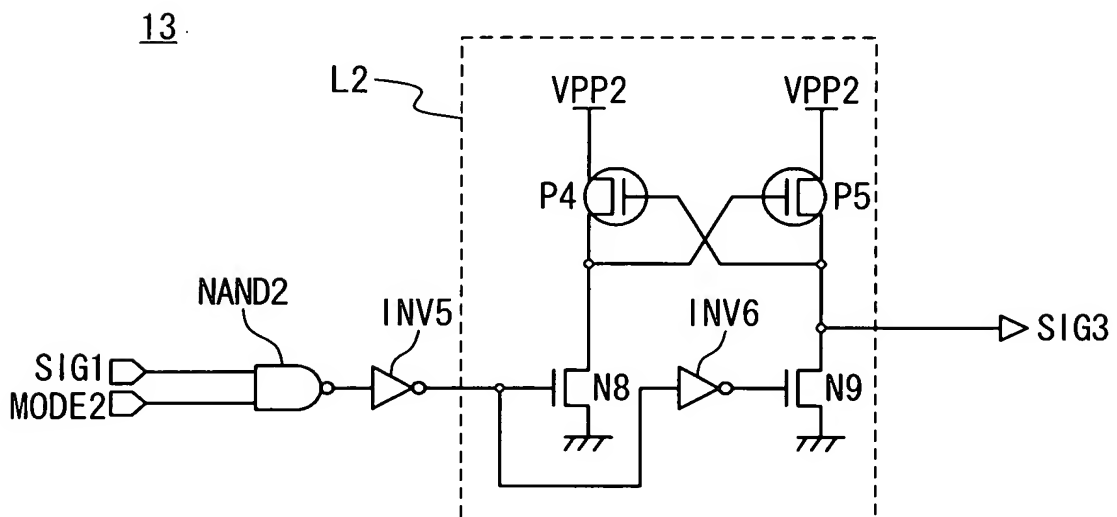 13
L2
VPP2
VPP2
P4
P5
NAND2
INV5
INV6
SIG1
MODE2
N8
N9
SIG3